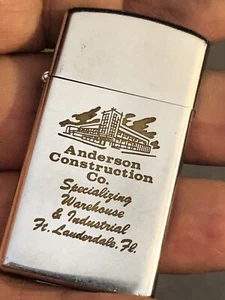 Anderson
Construction
Co.
Specializing
Warehouse
& Industrial
Ft. Lauderdale, Fl.